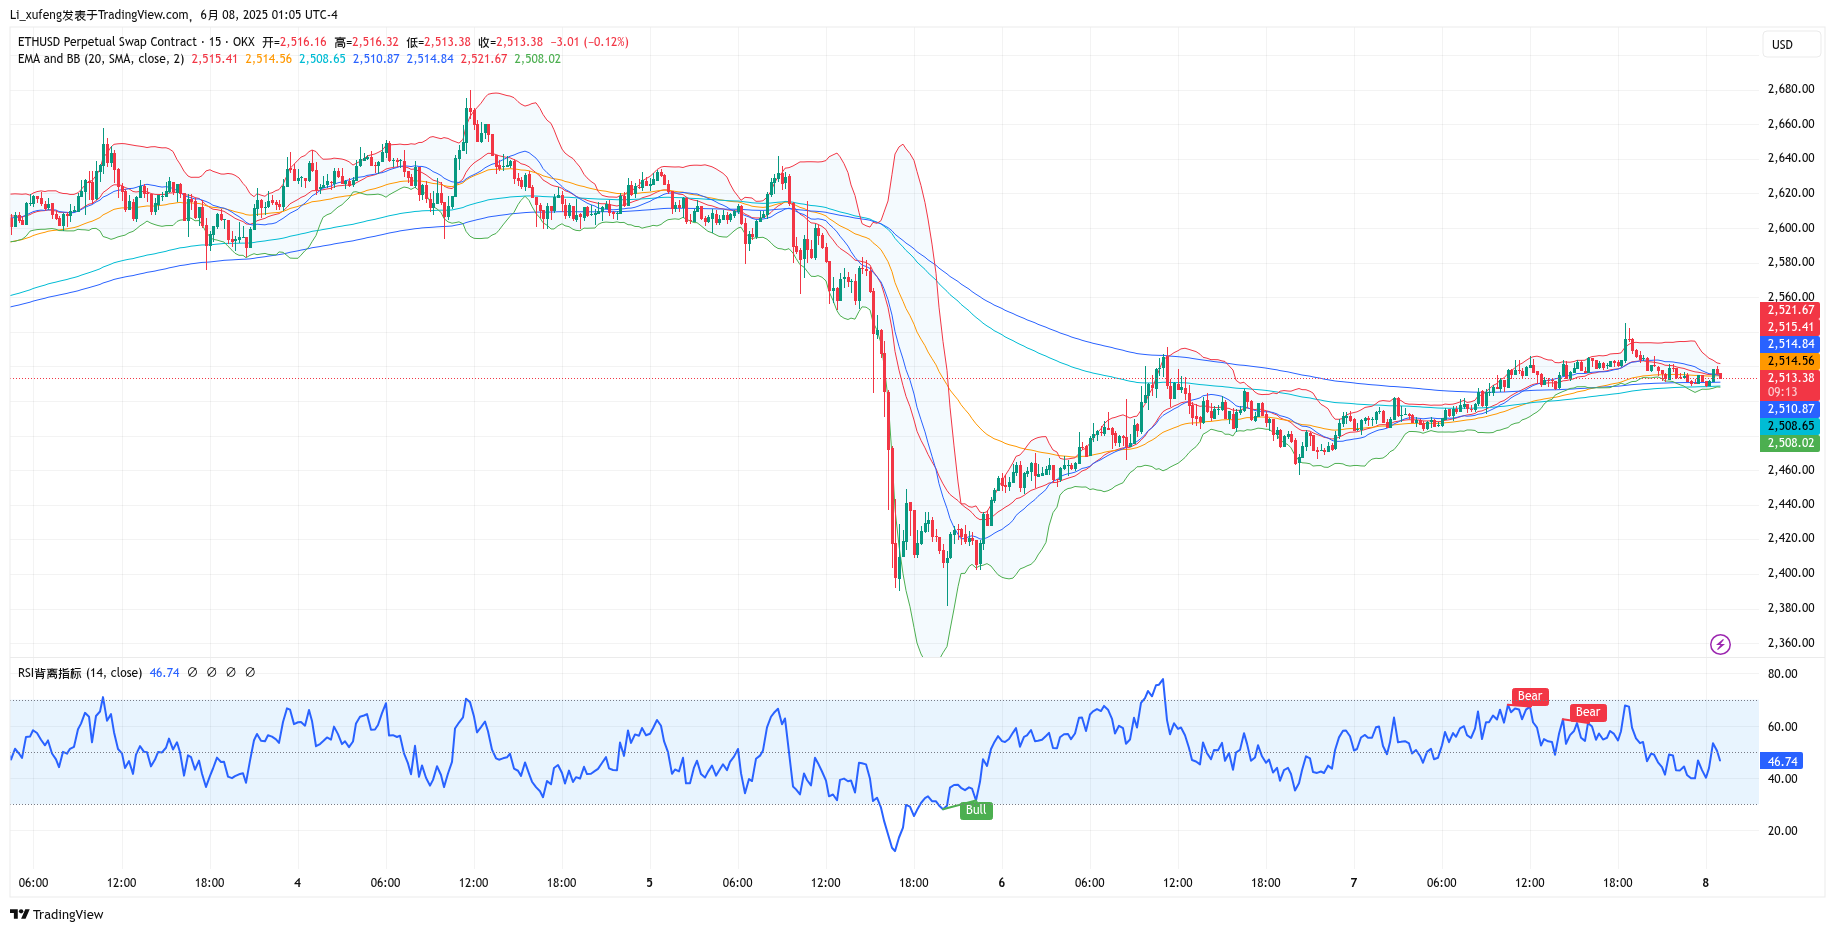 Li_xufeng发表于TradingView.com, 6月 08, 2025 01:05 UTC-4
ETHUSD Perpetual Swap Contract · 15 · OKX 开=2,516.16 高=2,516.32 低=2,513.38 收=2,513.38 −3.01 (−0.12%)
EMA and BB (20, SMA, close, 2) 2,515.41 2,514.56 2,508.65 2,510.87 2,514.84 2,521.67 2,508.02
USD
2,680.00
2,660.00
2,640.00
2,620.00
2,600.00
2,580.00
2,560.00
2,521.67
2,515.41
2,514.84
2,514.56
2,513.38
09:13
2,510.87
2,508.65
2,508.02
2,460.00
2,440.00
2,420.00
2,400.00
2,380.00
2,360.00
RSI背离指标 (14, close) 46.74 ∅ ∅ ∅ ∅
80.00
Bear
Bear
60.00
46.74
40.00
Bull
20.00
06:00 12:00 18:00 4 06:00 12:00 18:00 5 06:00 12:00 18:00 6 06:00 12:00 18:00 7 06:00 12:00 18:00 8
TradingView